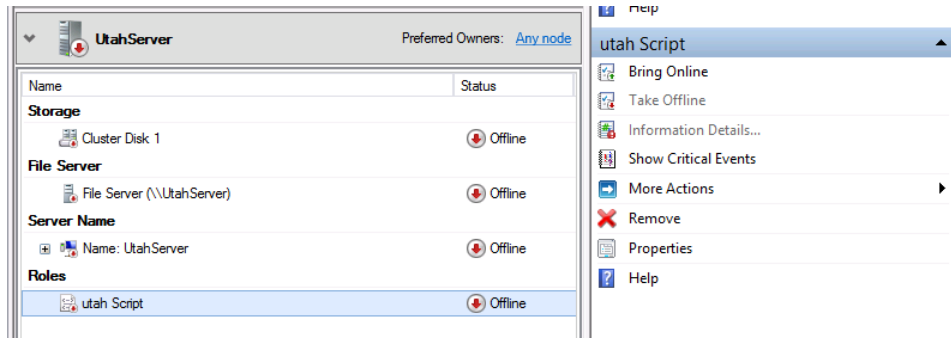 UtahServer Preferred Owners: Any node
Name Status
Storage
Cluster Disk 1 Offline
File Server
File Server (\\UtahServer) Offline
Server Name
Name: UtahServer Offline
Roles
utah Script Offline
Help
utah Script
Bring Online
Take Offline
Information Details...
Show Critical Events
More Actions
Remove
Properties
Help